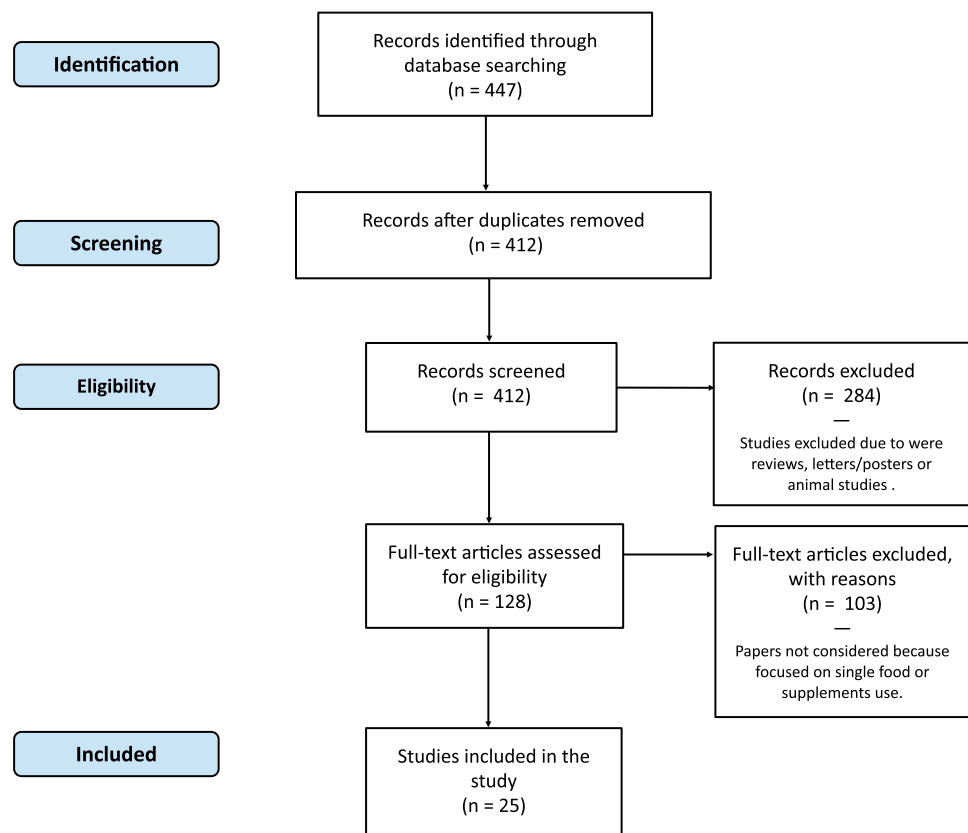 Identification
Records identified through
database searching
(n = 447)
Screening
Records after duplicates removed
(n = 412)
Eligibility
Records screened
(n =  412)
Records excluded
(n =  284)
—
Studies excluded due to were
reviews, letters/posters or
animal studies .
Full-text articles assessed
for eligibility
(n = 128)
Full-text articles excluded,
with reasons
(n =  103)
—
Papers not considered because
focused on single food or
supplements use.
Included
Studies included in the
study
(n = 25)